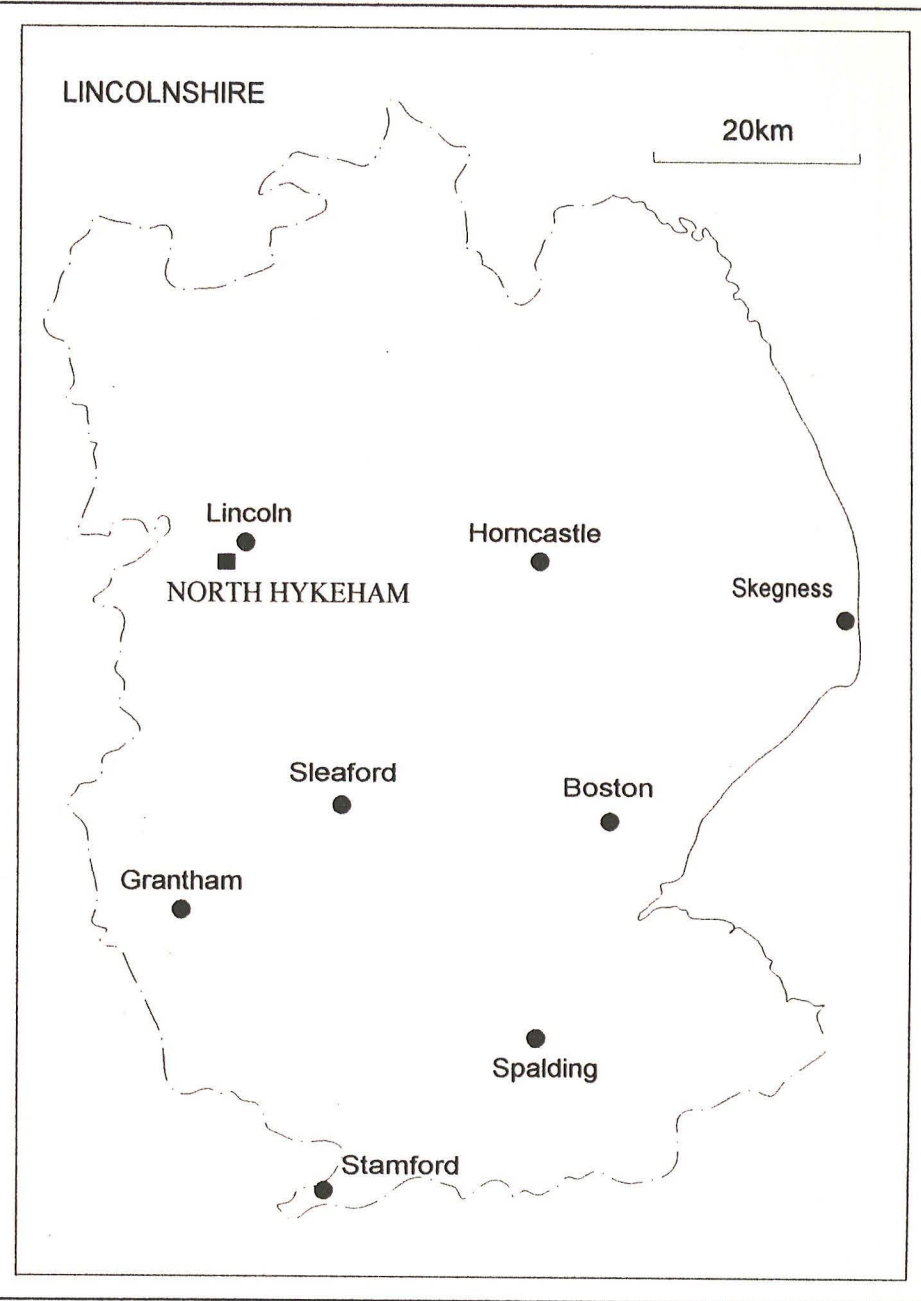 LINCOLNSHIRE
20km
Lincoln
Horncastle
NORTH HYKEHAM
Skegness
Sleaford
Boston
Grantham
Spalding
Stamford